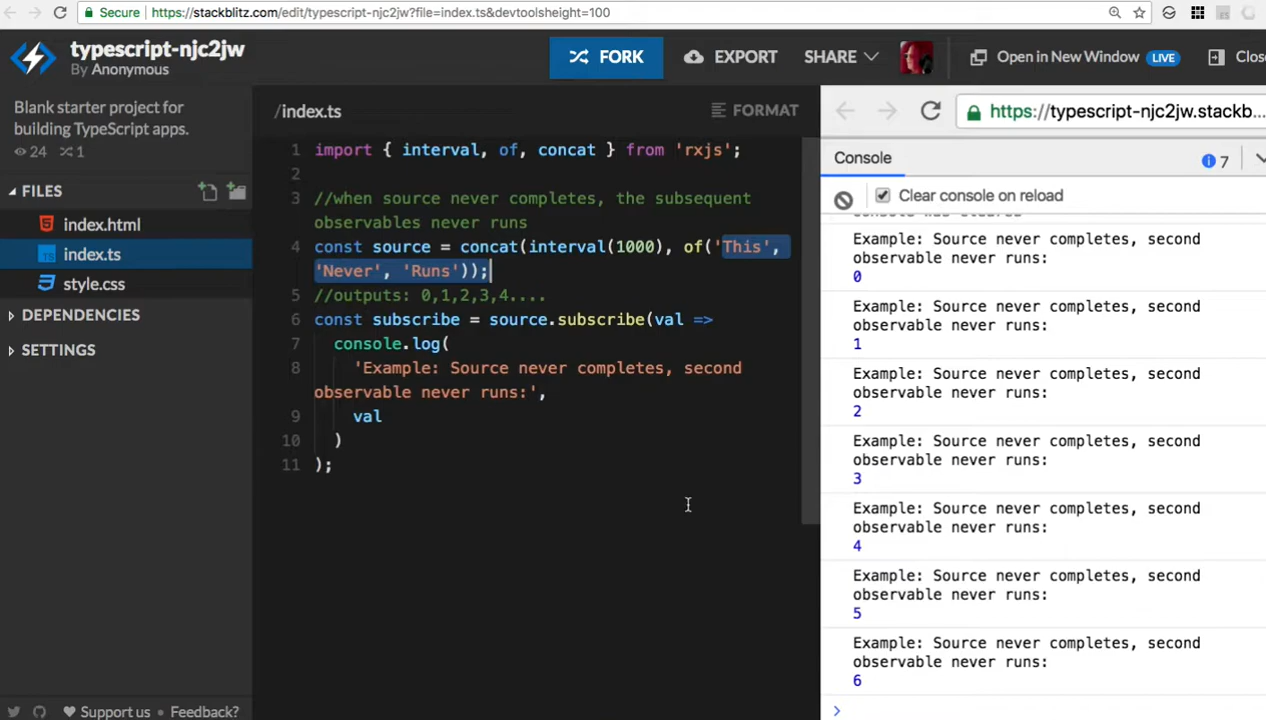 Secure https://stackblitz.com/edit/typescript-njc2jw?file=index.ts&devtoolsheight=100
typescript-njc2jw
By Anonymous
FORK
EXPORT
SHARE
Open in New Window LIVE
Clos
Blank starter project for
building TypeScript apps.
24 1
FILES
index.html
index.ts
style.css
DEPENDENCIES
SETTINGS
Support us • Feedback?
/index.ts
FORMAT
1 import { interval, of, concat } from 'rxjs';
2
3 //when source never completes, the subsequent
observables never runs
4 const source = concat(interval(1000), of('This',
'Never', 'Runs'));
5 //outputs: 0,1,2,3,4....
6 const subscribe = source.subscribe(val =>
7 console.log(
8 'Example: Source never completes, second
observable never runs:',
9 val
10 )
11 );
https://typescript-njc2jw.stackb...
Console
7
Clear console on reload
Console was cleared
Example: Source never completes, second
observable never runs:
0
Example: Source never completes, second
observable never runs:
1
Example: Source never completes, second
observable never runs:
2
Example: Source never completes, second
observable never runs:
3
Example: Source never completes, second
observable never runs:
4
Example: Source never completes, second
observable never runs:
5
Example: Source never completes, second
observable never runs:
6